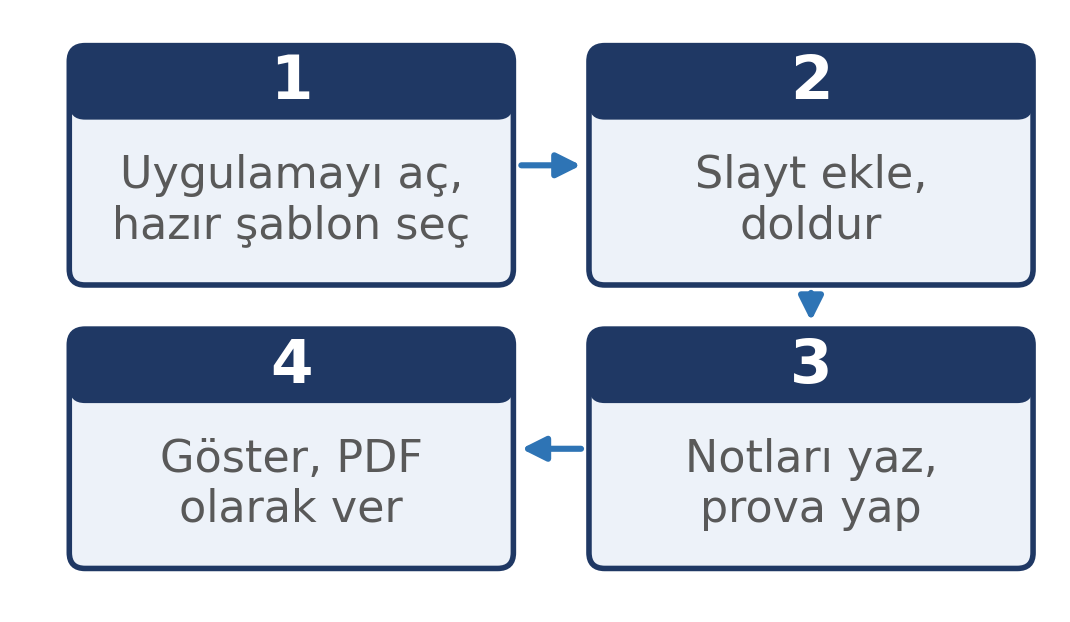 1
Uygulamayı aç,
hazır şablon seç
2
Slayt ekle,
doldur
3
Notları yaz,
prova yap
4
Göster, PDF
olarak ver